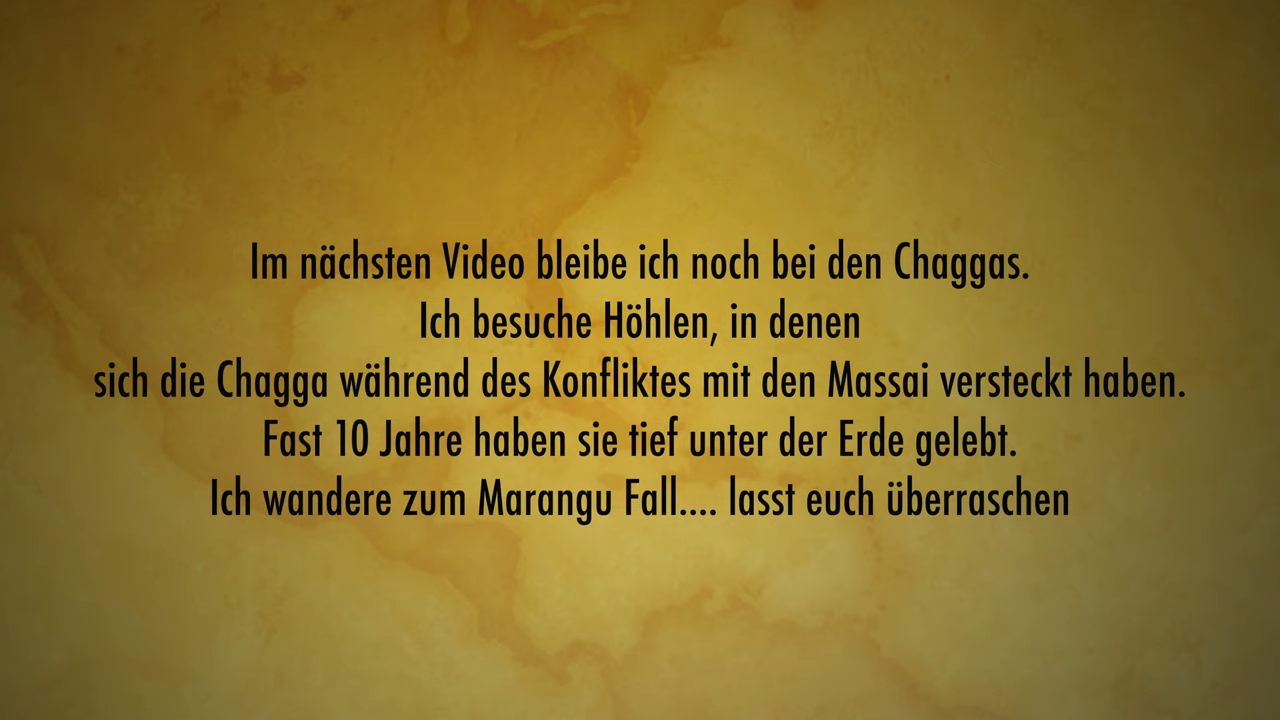 Im nächsten Video bleibe ich noch bei den Chaggas.
Ich besuche Höhlen, in denen
sich die Chagga während des Konfliktes mit den Massai versteckt haben.
Fast 10 Jahre haben sie tief unter der Erde gelebt.
Ich wandere zum Marangu Fall.... lasst euch überraschen